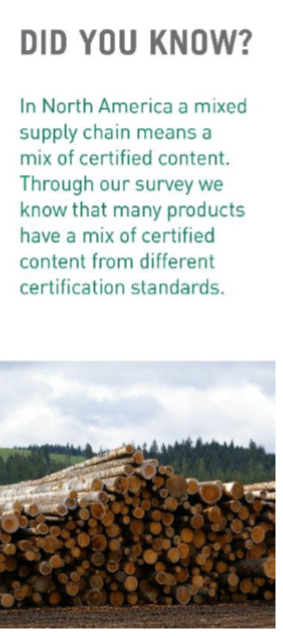 DID YOU KNOW?
In North America a mixed
supply chain means a
mix of certified content.
Through our survey we
know that many products
have a mix of certified
content from different
certification standards.